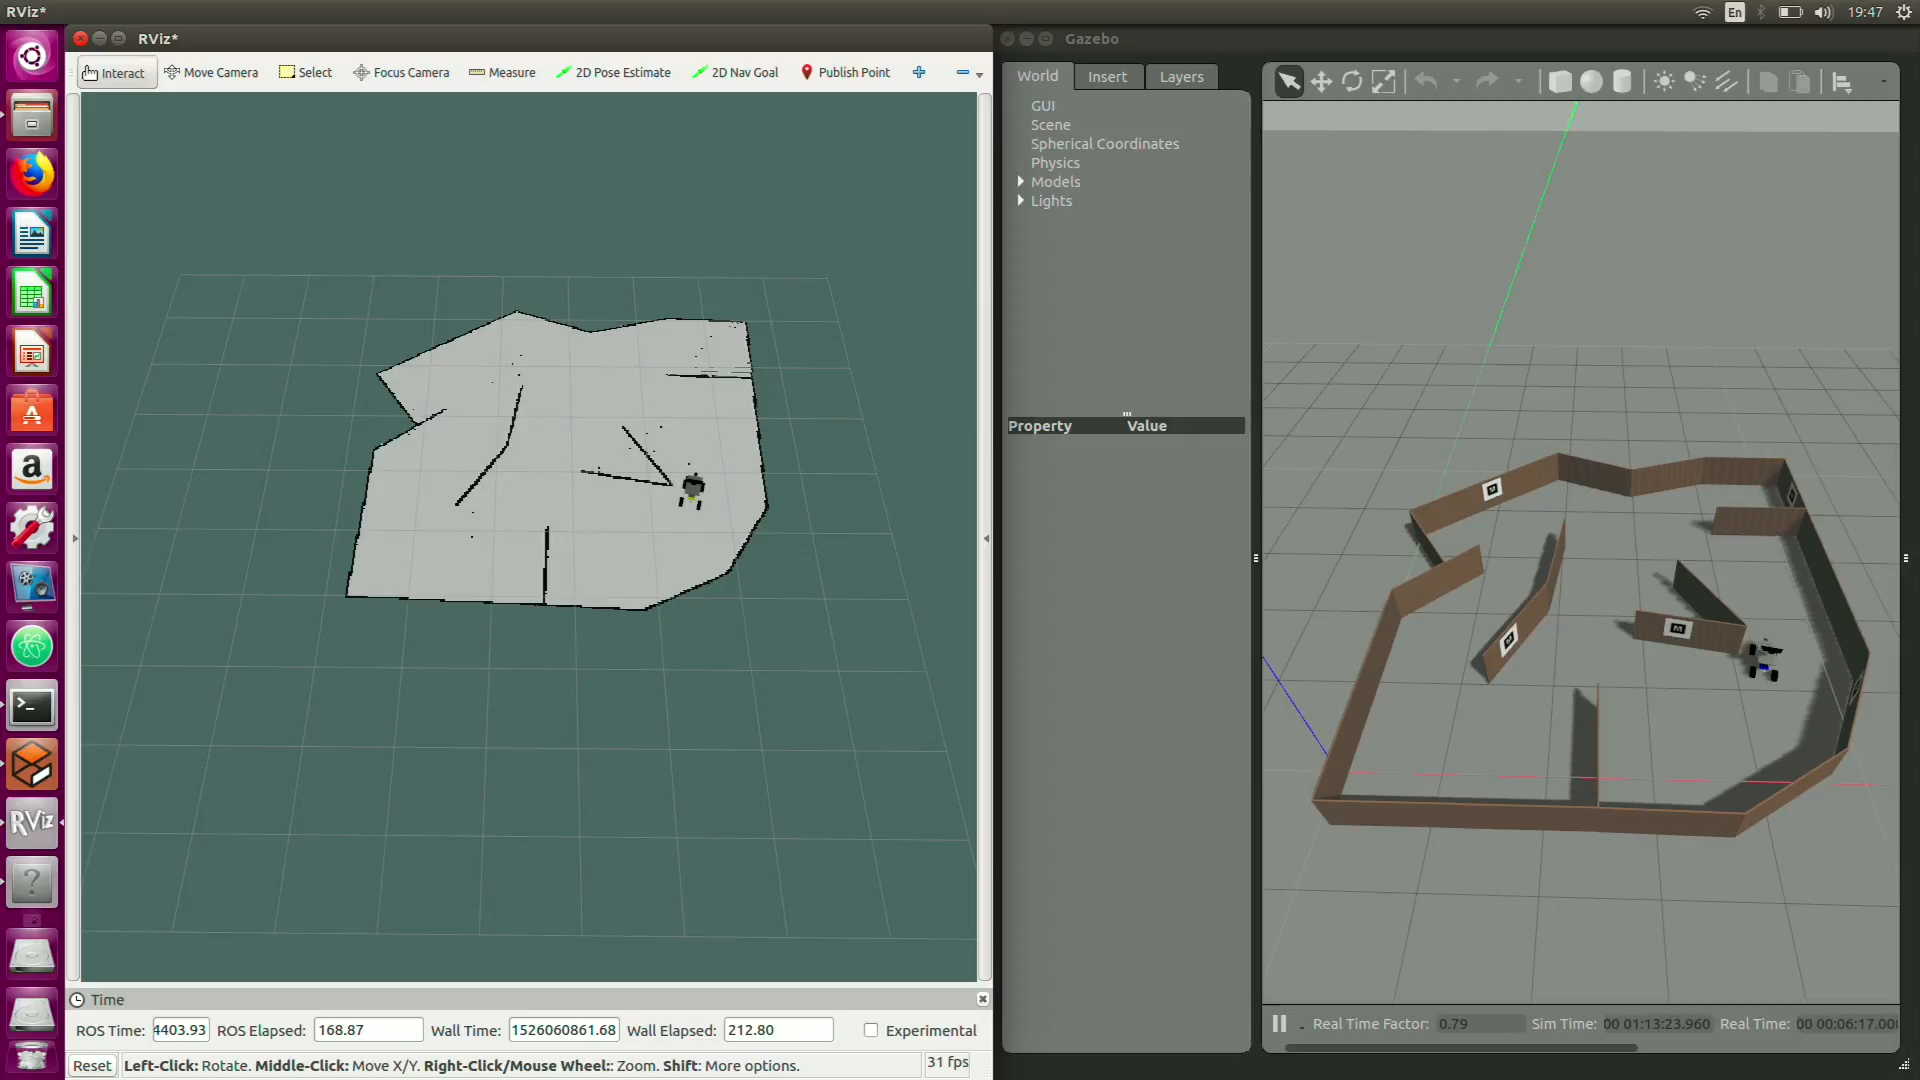 RViz*
En
19:47
RViz*
Interact Move Camera Select Focus Camera Measure 2D Pose Estimate 2D Nav Goal Publish Point
Time
ROS Time: 4403.93 ROS Elapsed: 168.87 Wall Time: 1526060861.68 Wall Elapsed: 212.80 Experimental
Reset Left-Click: Rotate. Middle-Click: Move X/Y. Right-Click/Mouse Wheel:: Zoom. Shift: More options. 31 fps
Gazebo
World Insert Layers
GUI
Scene
Spherical Coordinates
Physics
Models
Lights
Property Value
Real Time Factor: 0.79 Sim Time: 00 01:13:23.960 Real Time: 00 00:06:17.00
RViz